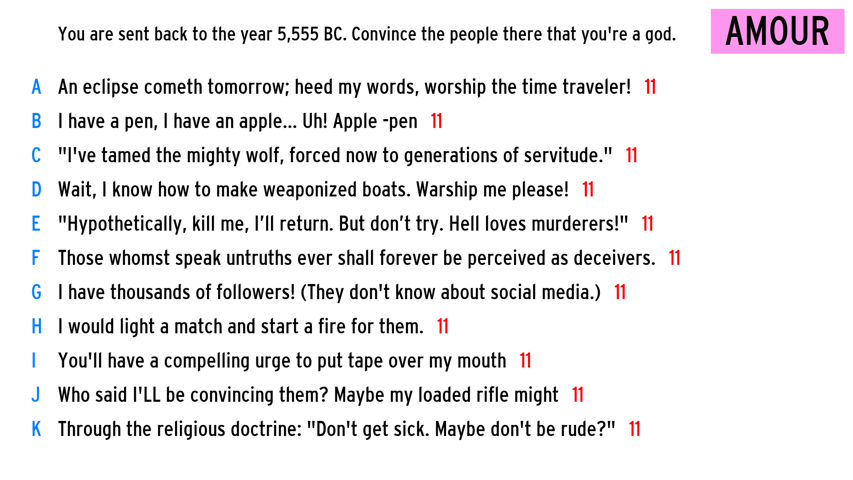 You are sent back to the year 5,555 BC. Convince the people there that you're a god.
AMOUR
A An eclipse cometh tomorrow; heed my words, worship the time traveler! 11
B I have a pen, I have an apple... Uh! Apple -pen 11
C "I've tamed the mighty wolf, forced now to generations of servitude." 11
D Wait, I know how to make weaponized boats. Warship me please! 11
E "Hypothetically, kill me, I’ll return. But don’t try. Hell loves murderers!" 11
F Those whomst speak untruths ever shall forever be perceived as deceivers. 11
G I have thousands of followers! (They don't know about social media.) 11
H I would light a match and start a fire for them. 11
I You'll have a compelling urge to put tape over my mouth 11
J Who said I'LL be convincing them? Maybe my loaded rifle might 11
K Through the religious doctrine: "Don't get sick. Maybe don't be rude?" 11